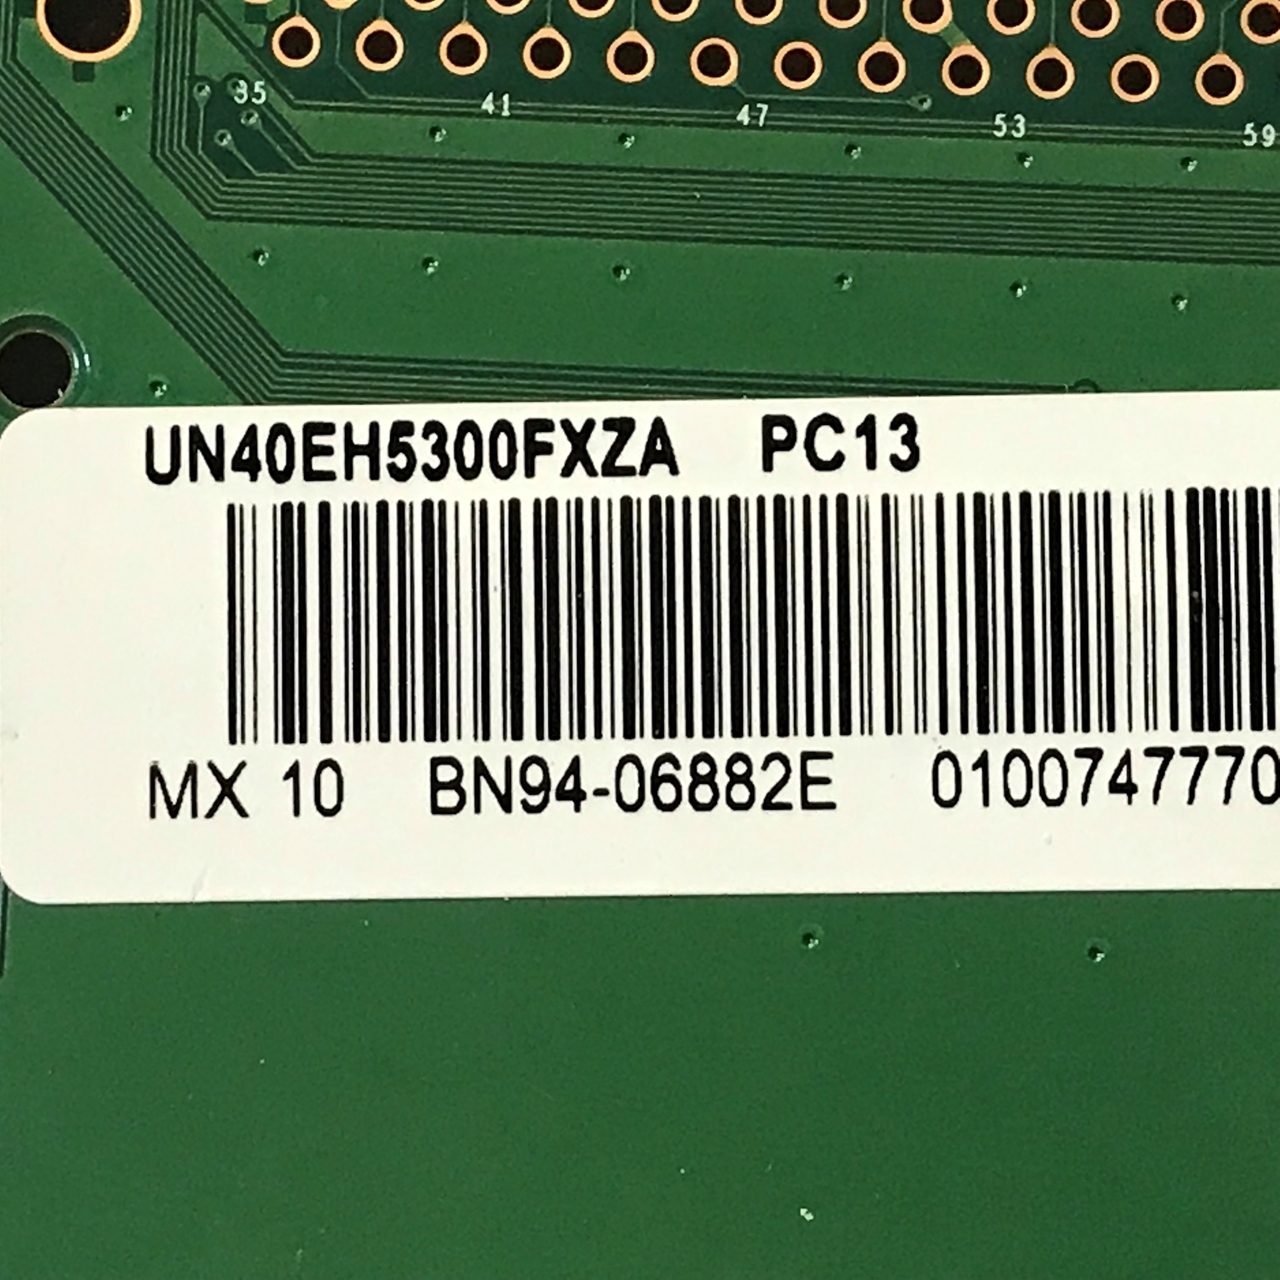 35 41 47 53 59
UN40EH5300FXZA PC13
MX 10 BN94-06882E 0100747770